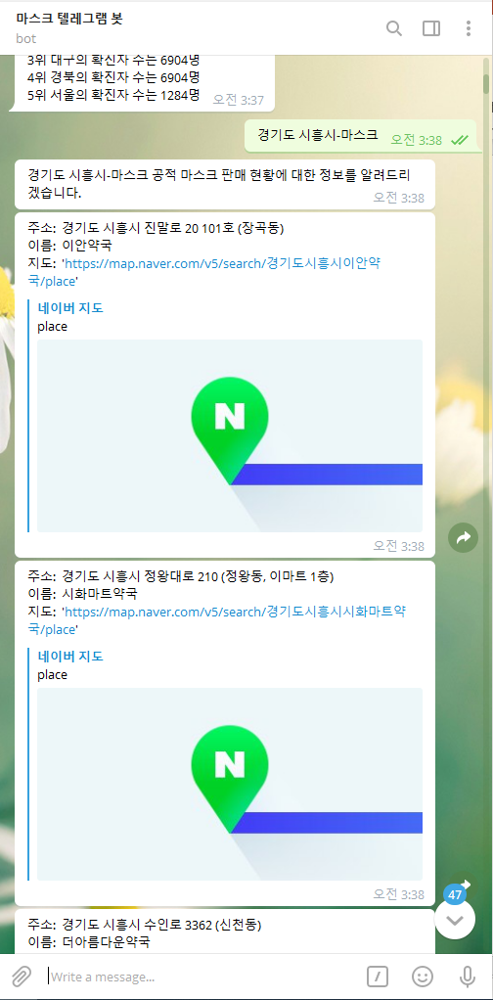 마스크 텔레그램 봇
bot
3위 대구의 확진자 수는 6904명
4위 경북의 확진자 수는 6904명
5위 서울의 확진자 수는 1284명
오전 3:37
경기도 시흥시-마스크
오전 3:38
경기도 시흥시-마스크 공적 마스크 판매 현황에 대한 정보를 알려드리
겠습니다.
오전 3:38
주소: 경기도 시흥시 진말로 20 101호 (장곡동)
이름: 이안약국
지도: 'https://map.naver.com/v5/search/경기도시흥시이안약
국/place'
네이버 지도
place
N
오전 3:38
주소: 경기도 시흥시 정왕대로 210 (정왕동, 이마트 1층)
이름: 시화마트약국
지도: 'https://map.naver.com/v5/search/경기도시흥시시화마트약
국/place'
네이버 지도
place
N
오전 3:38
47
주소: 경기도 시흥시 수인로 3362 (신천동)
이름: 더아름다운약국
Write a message...